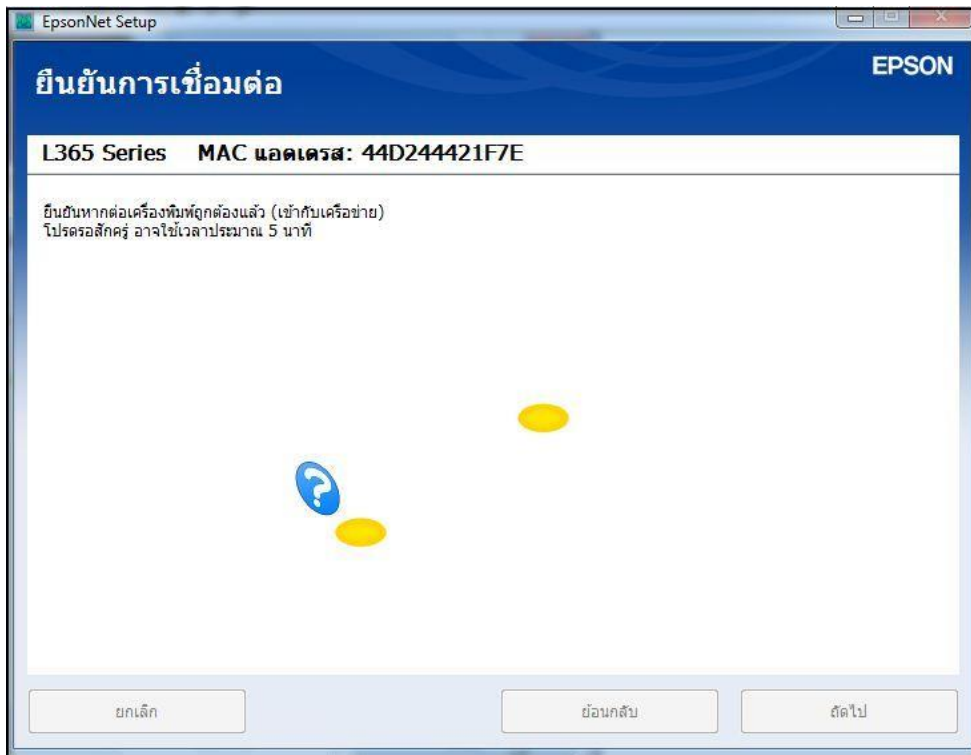 EpsonNet Setup
EPSON
ยืนยันการเชื่อมต่อ
L365 Series MAC แอดเดรส: 44D244421F7E
ยืนยันหากต่อเครื่องพิมพ์ถูกต้องแล้ว (เข้ากับเครือข่าย)
โปรดรอสักครู่ อาจใช้เวลาประมาณ 5 นาที
?
ยกเลิก
ย้อนกลับ
ถัดไป